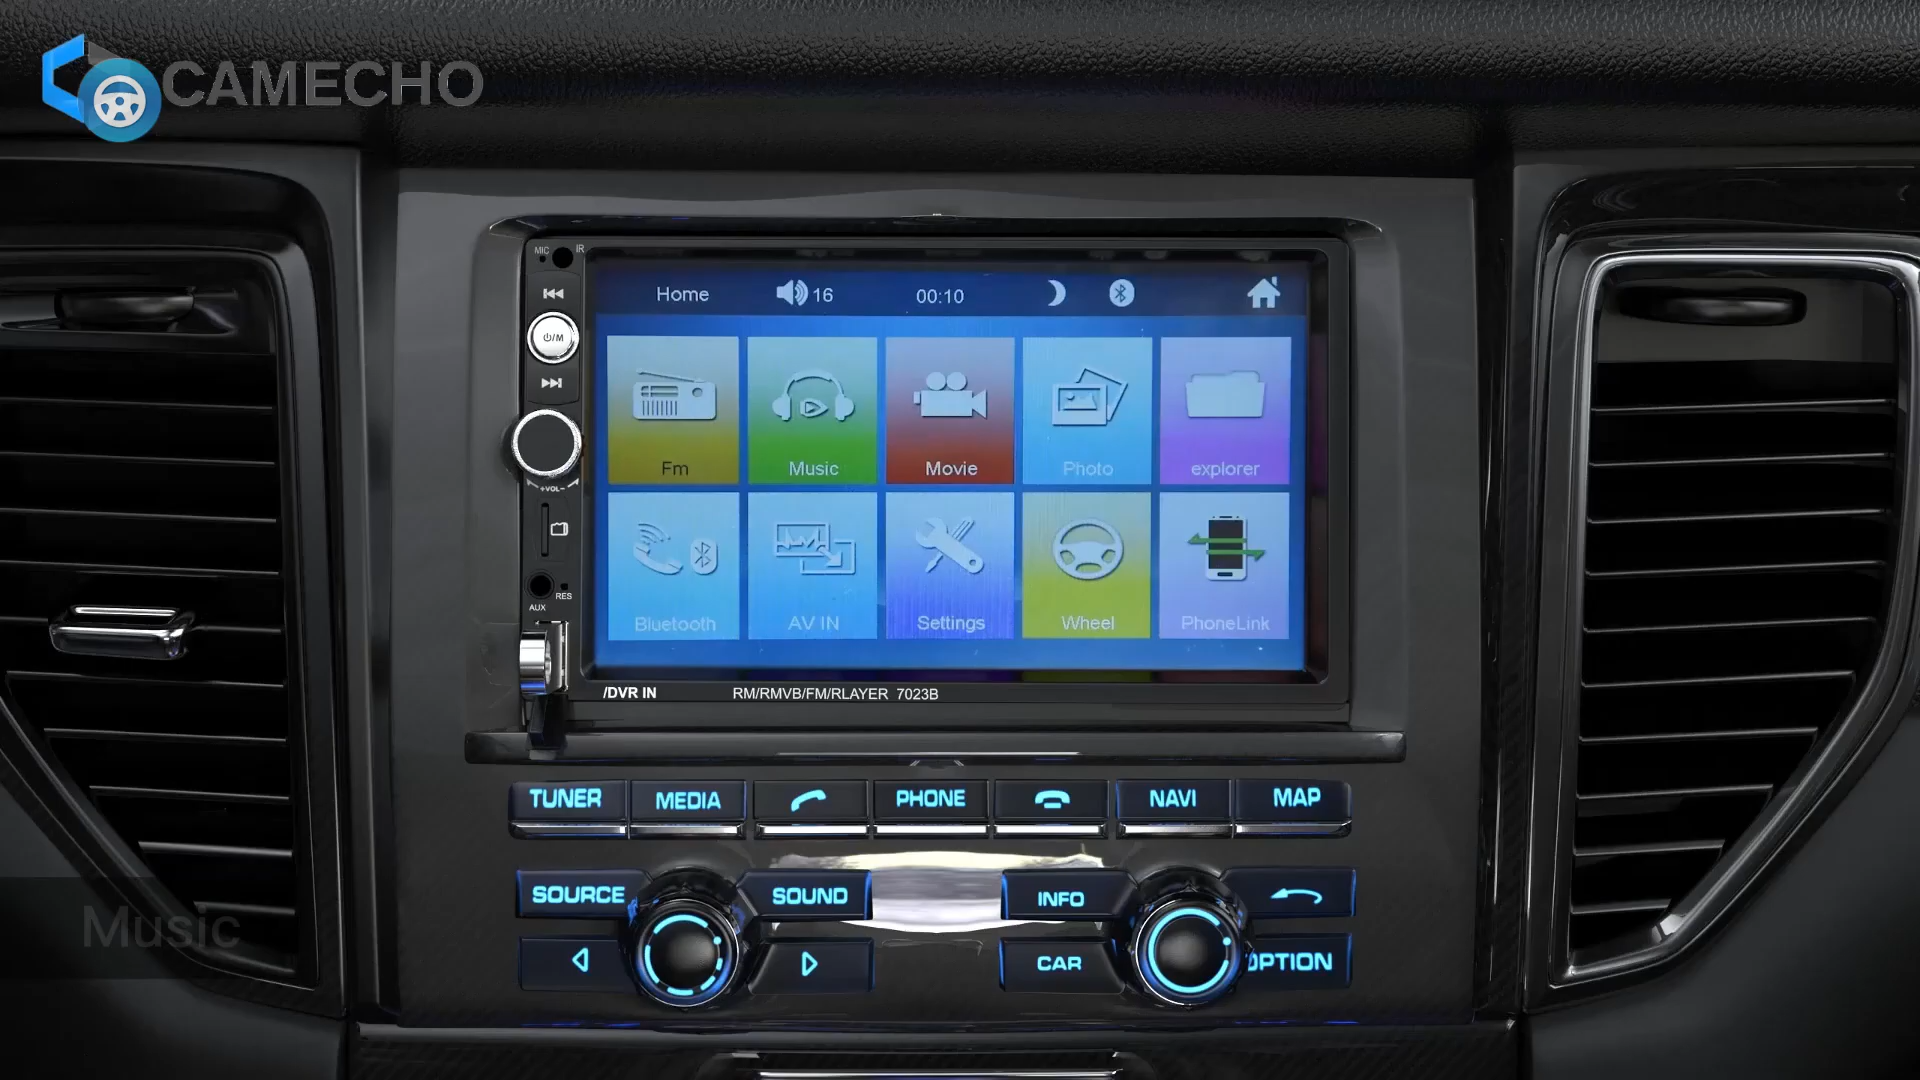 CAMECHO
MIC IR
Home 16 00:10
⏻/M
Fm Music Movie Photo explorer
+VOL-
Bluetooth AV IN Settings Wheel PhoneLink
RES
AUX
/DVR IN RM/RMVB/FM/RLAYER 7023B
TUNER MEDIA PHONE NAVI MAP
SOURCE SOUND INFO
Music
CAR OPTION